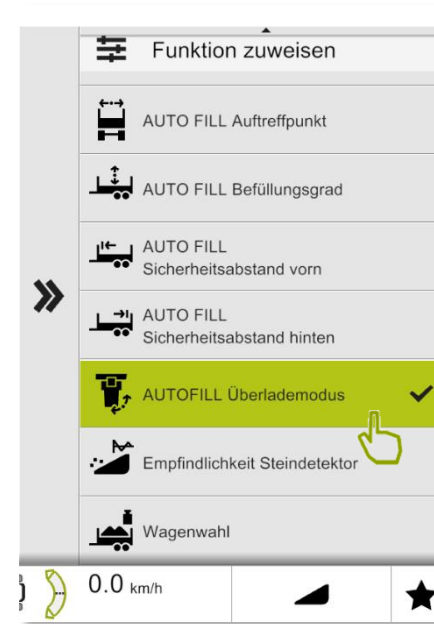 Funktion zuweisen
AUTO FILL Auftreffpunkt
AUTO FILL Befüllungsgrad
AUTO FILL
Sicherheitsabstand vorn
AUTO FILL
Sicherheitsabstand hinten
AUTOFILL Überlademodus
Empfindlichkeit Steindetektor
Wagenwahl
0.0 km/h